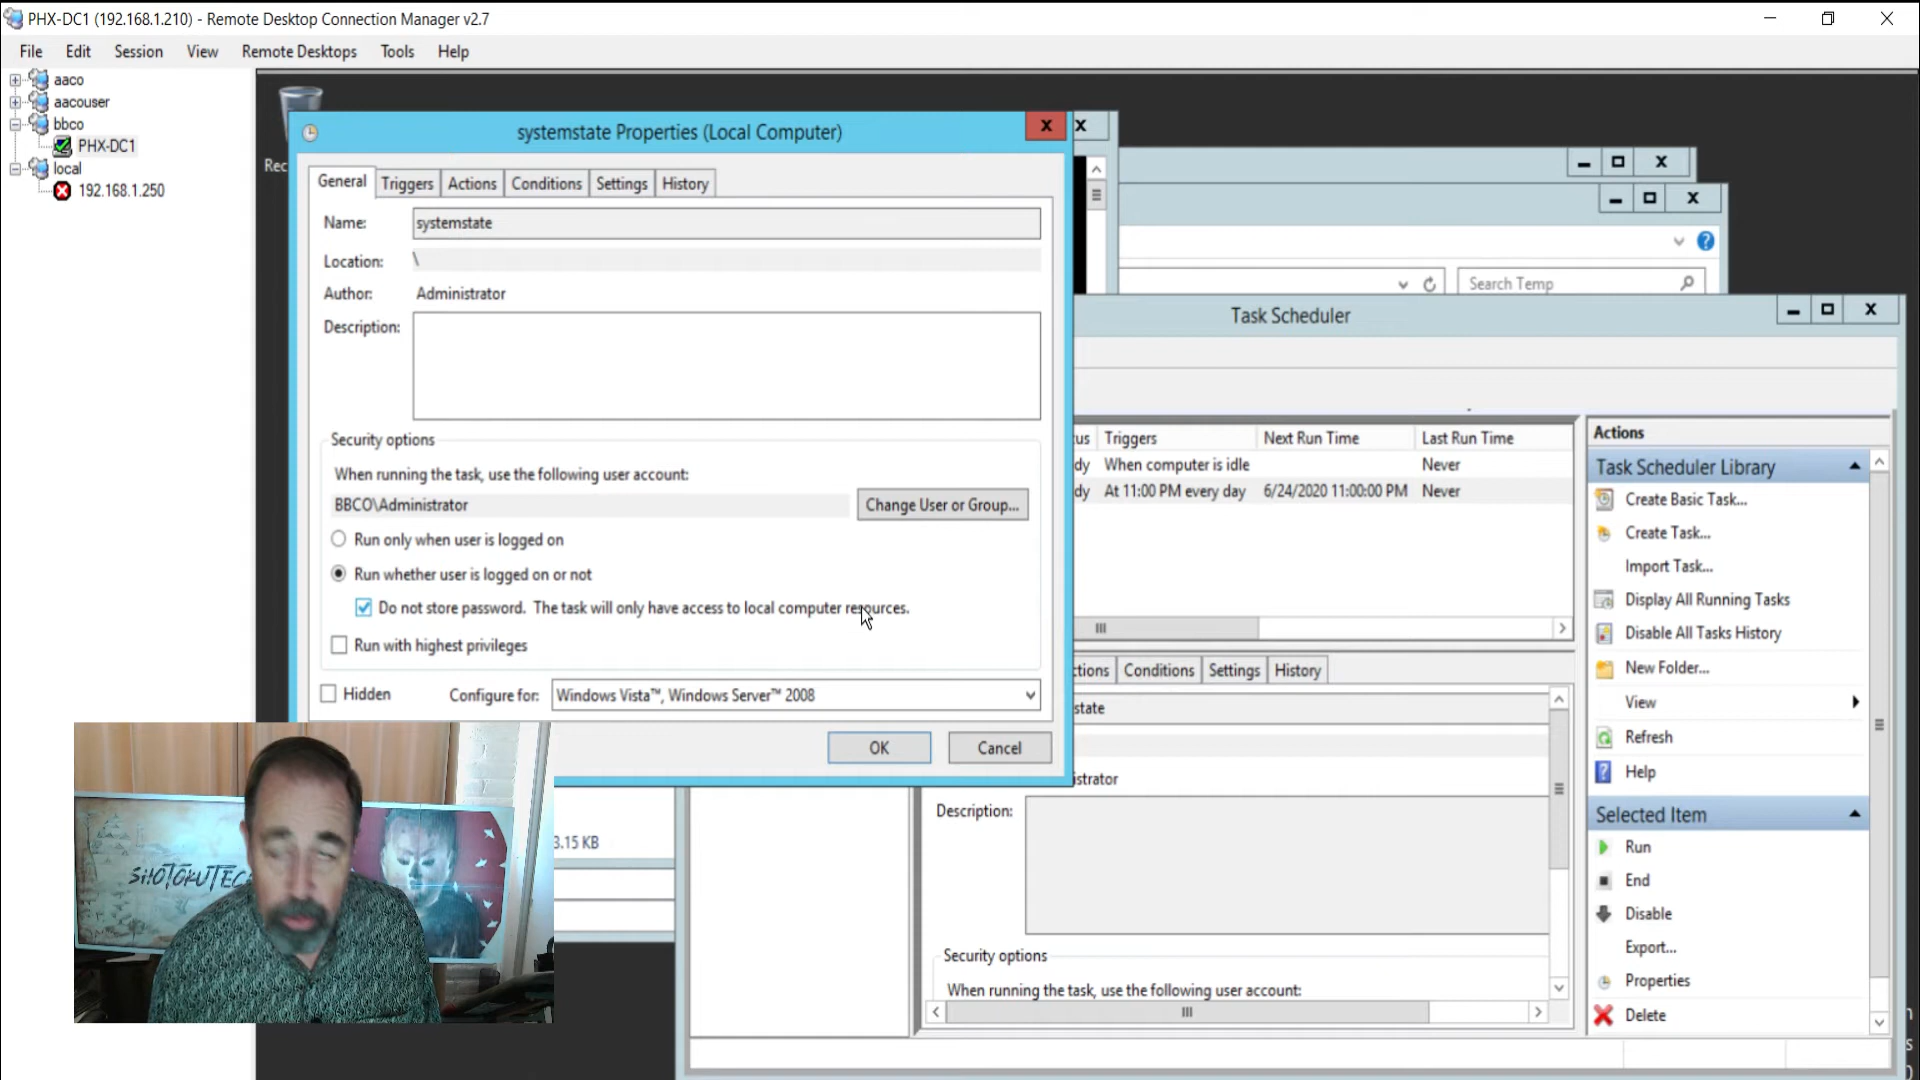 PHX-DC1 (192.168.1.210) - Remote Desktop Connection Manager v2.7
File Edit Session View Remote Desktops Tools Help
aaco
aacouser
bbco
PHX-DC1
local
192.168.1.250
Rec
systemstate Properties (Local Computer)
General Triggers Actions Conditions Settings History
Name: systemstate
Location: \
Author: Administrator
Description:
Security options
When running the task, use the following user account:
BBCO\Administrator
Change User or Group...
Run only when user is logged on
Run whether user is logged on or not
Do not store password. The task will only have access to local computer resources.
Run with highest privileges
Hidden
Configure for: Windows Vista™, Windows Server™ 2008
OK
Cancel
Search Temp
Task Scheduler
us Triggers Next Run Time Last Run Time
dy When computer is idle Never
dy At 11:00 PM every day 6/24/2020 11:00:00 PM Never
ctions Conditions Settings History
state
istrator
Description:
Security options
When running the task, use the following user account:
3.15 KB
Actions
Task Scheduler Library
Create Basic Task...
Create Task...
Import Task...
Display All Running Tasks
Disable All Tasks History
New Folder...
View
Refresh
Help
Selected Item
Run
End
Disable
Export...
Properties
Delete
SHOTOKUTEC